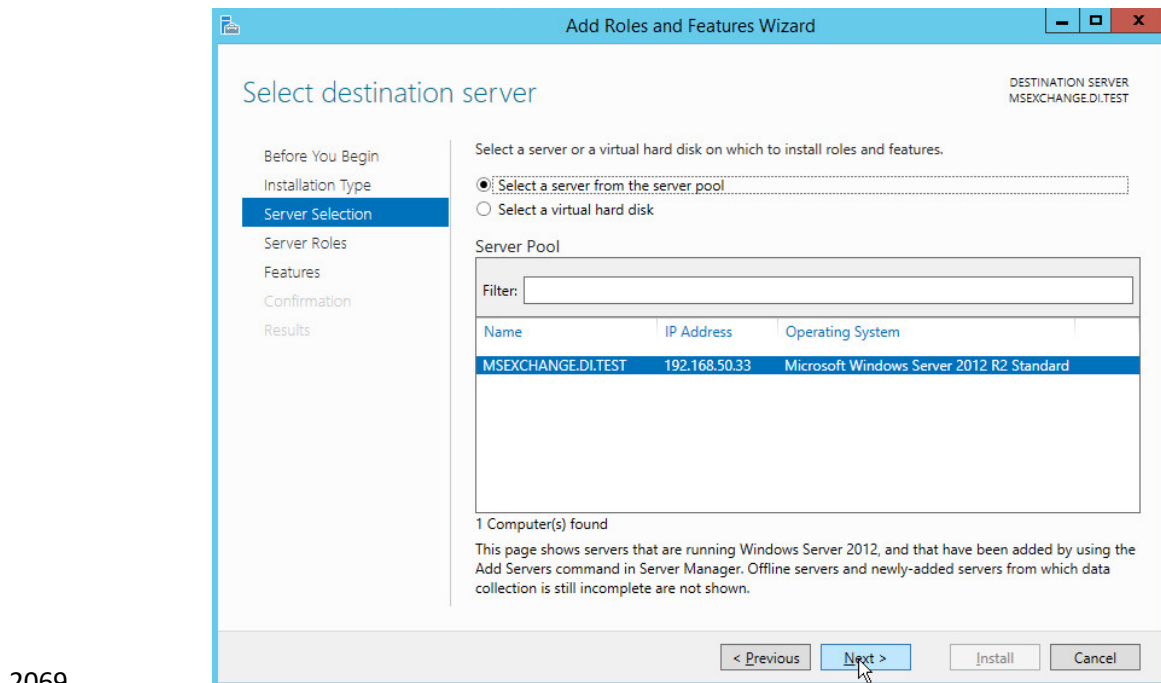 Add Roles and Features Wizard
Select destination server
DESTINATION SERVER
MSEXCHANGE.DI.TEST
Before You Begin
Installation Type
Server Selection
Server Roles
Features
Confirmation
Results
Select a server or a virtual hard disk on which to install roles and features.
Select a server from the server pool
Select a virtual hard disk
Server Pool
Filter:
Name IP Address Operating System
MSEXCHANGE.DI.TEST 192.168.50.33 Microsoft Windows Server 2012 R2 Standard
1 Computer(s) found
This page shows servers that are running Windows Server 2012, and that have been added by using the
Add Servers command in Server Manager. Offline servers and newly-added servers from which data
collection is still incomplete are not shown.
< Previous Next > Install Cancel
2069